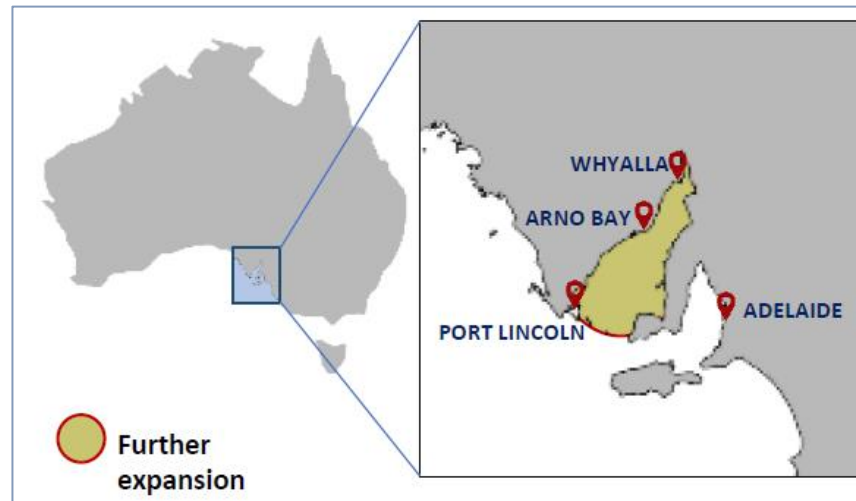 WHYALLA
ARNO BAY
PORT LINCOLN
ADELAIDE
Further
expansion